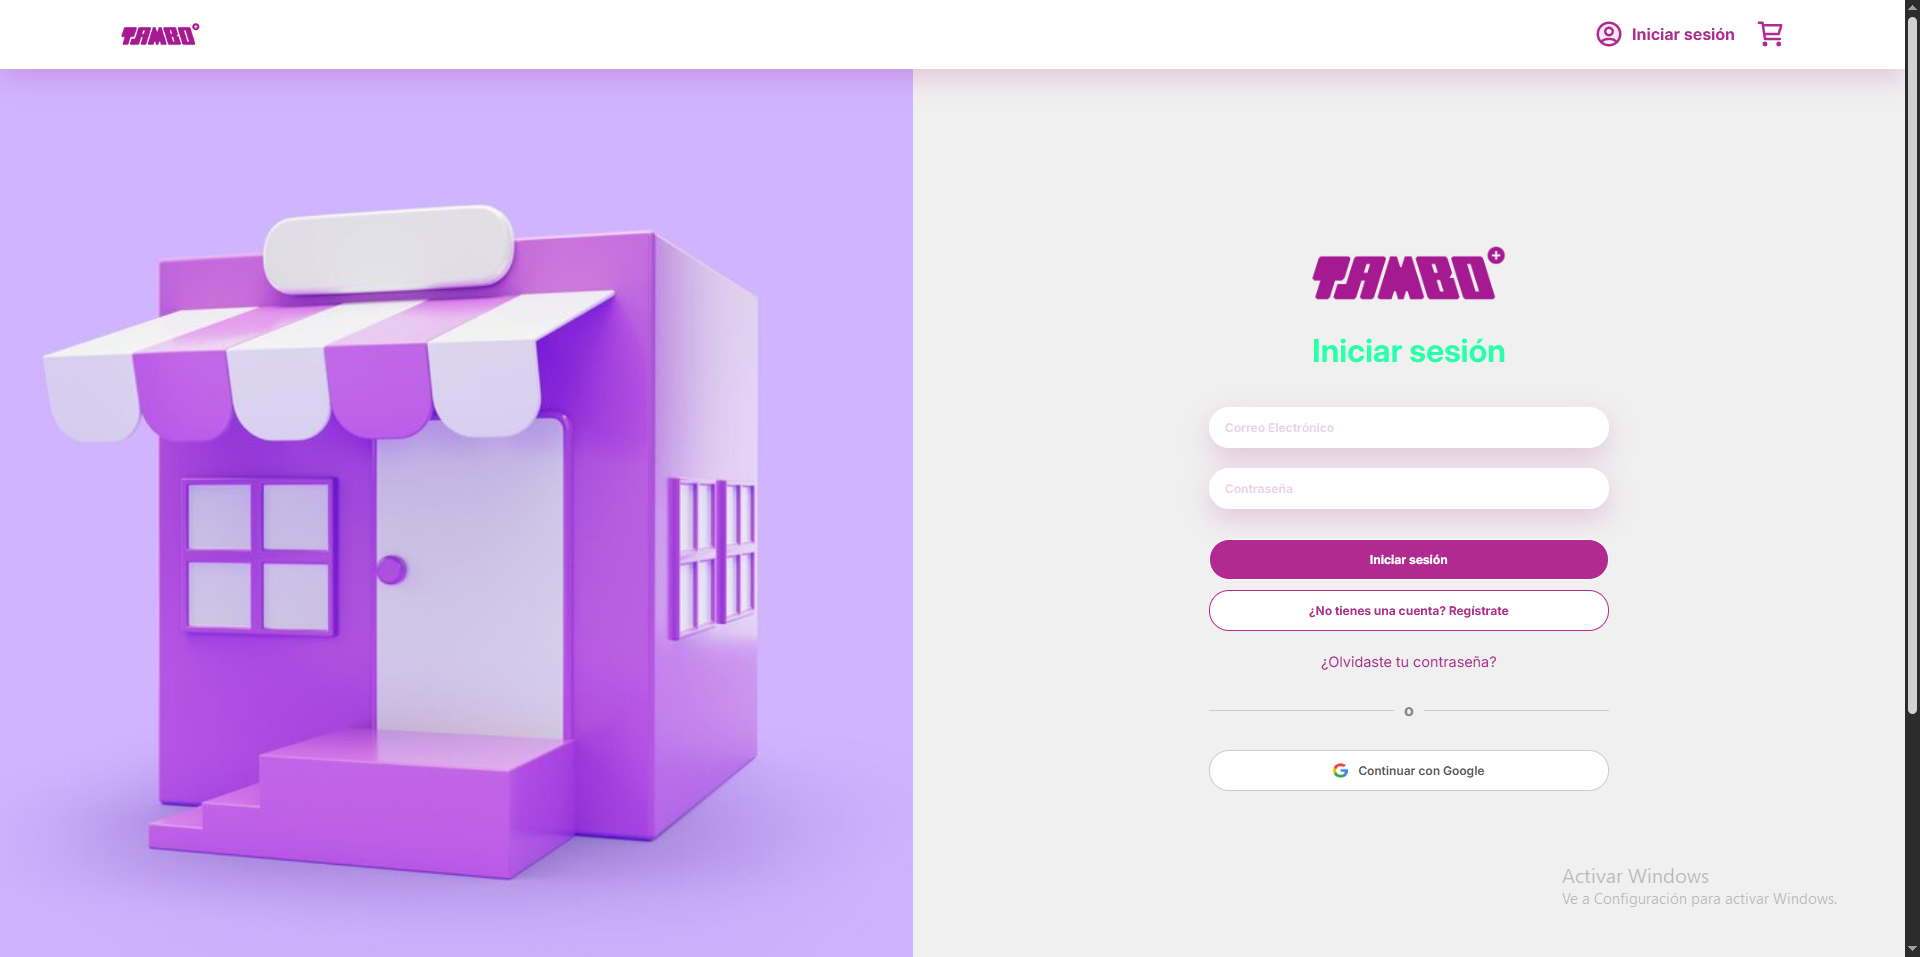 TAMBO+
Iniciar sesión
TAMBO+
Iniciar sesión
Correo Electrónico
Contraseña
Iniciar sesión
¿No tienes una cuenta? Regístrate
¿Olvidaste tu contraseña?
o
Continuar con Google
Activar Windows
Ve a Configuración para activar Windows.